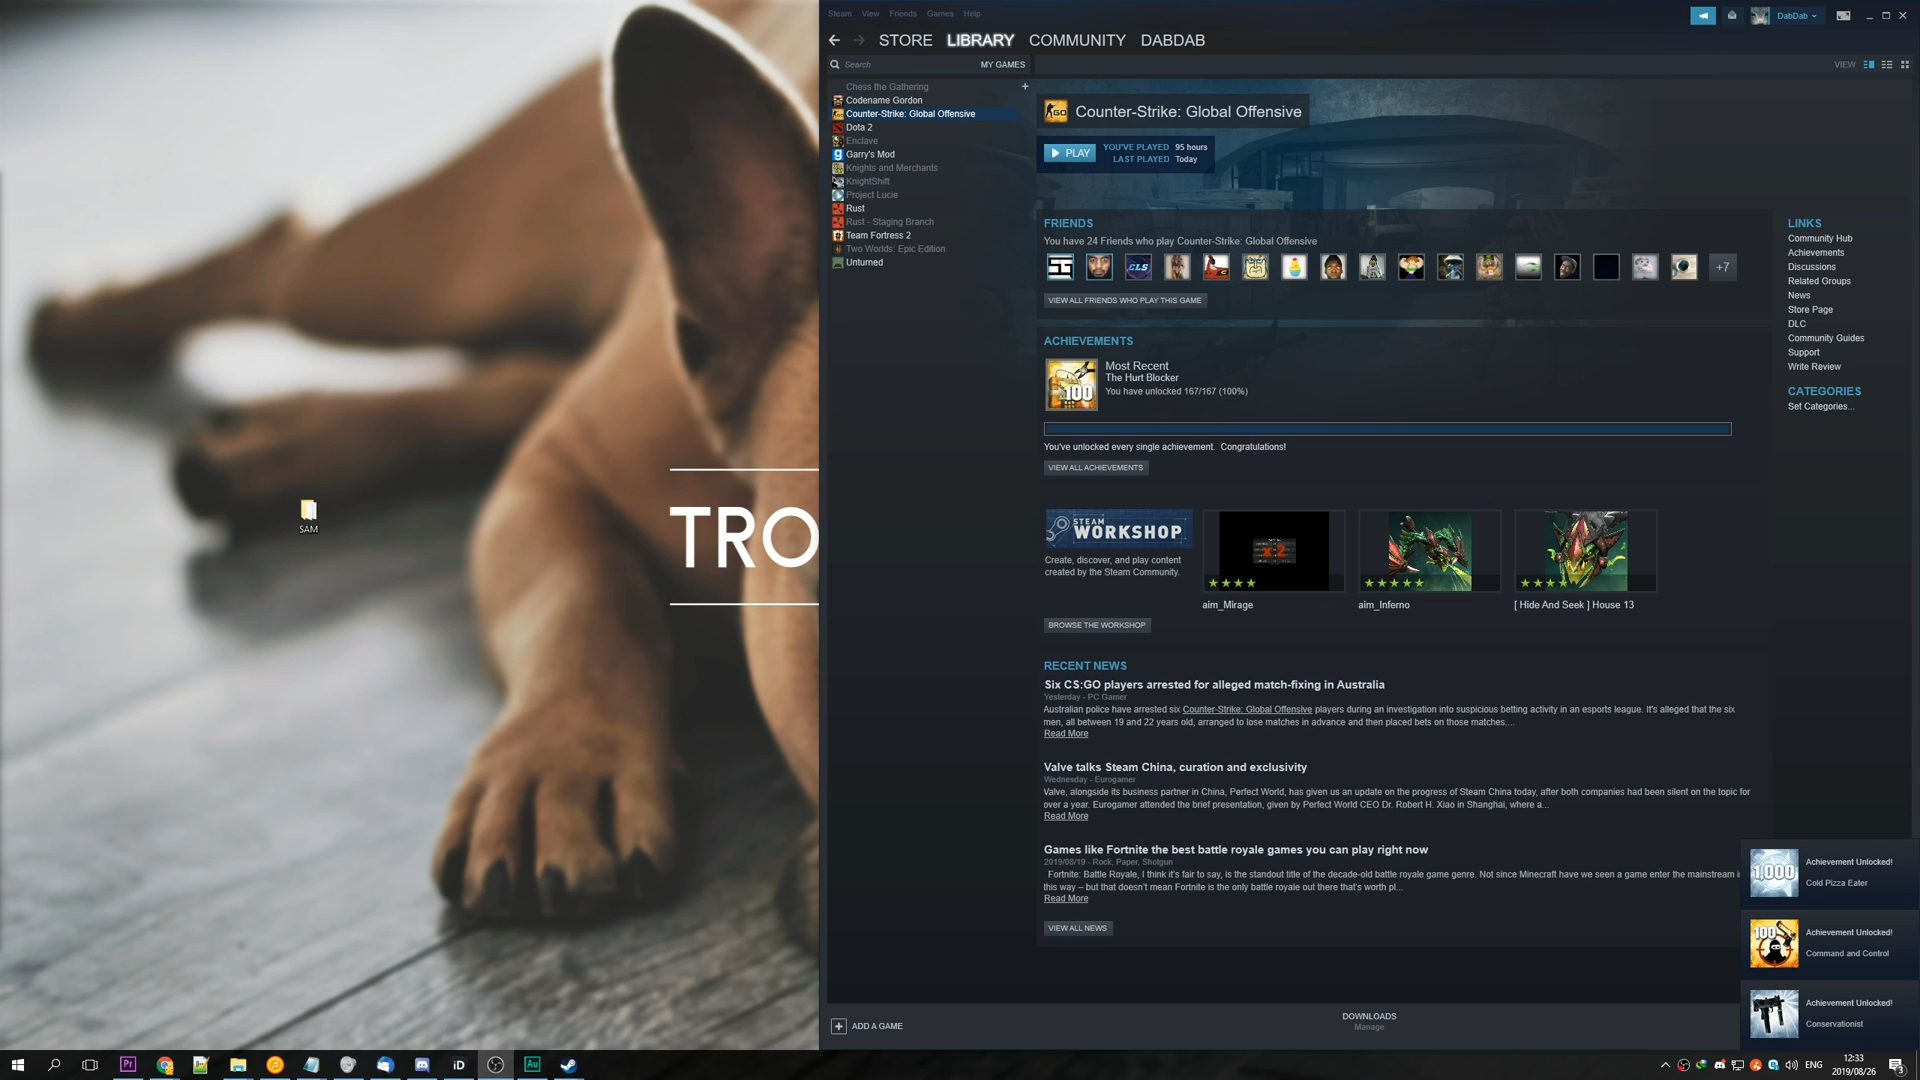 Steam View Friends Games Help
DabDab
STORE LIBRARY COMMUNITY DABDAB
Search
MY GAMES
VIEW
Chess the Gathering
Codename Gordon
Counter-Strike: Global Offensive
Dota 2
Enclave
Garry's Mod
Knights and Merchants
KnightShift
Project Lucie
Rust
Rust - Staging Branch
Team Fortress 2
Two Worlds: Epic Edition
Unturned
GO
Counter-Strike: Global Offensive
PLAY
YOU'VE PLAYED 95 hours
LAST PLAYED Today
FRIENDS
You have 24 Friends who play Counter-Strike: Global Offensive
CLS
+7
VIEW ALL FRIENDS WHO PLAY THIS GAME
ACHIEVEMENTS
100
Most Recent
The Hurt Blocker
You have unlocked 167/167 (100%)
You've unlocked every single achievement. Congratulations!
VIEW ALL ACHIEVEMENTS
STEAM
WORKSHOP
Create, discover, and play content
created by the Steam Community.
BROWSE THE WORKSHOP
x 2
aim_Mirage
aim_Inferno
[ Hide And Seek ] House 13
RECENT NEWS
Six CS:GO players arrested for alleged match-fixing in Australia
Yesterday - PC Gamer
Australian police have arrested six Counter-Strike: Global Offensive players during an investigation into suspicious betting activity in an esports league. It's alleged that the six
men, all between 19 and 22 years old, arranged to lose matches in advance and then placed bets on those matches....
Read More
Valve talks Steam China, curation and exclusivity
Wednesday - Eurogamer
Valve, alongside its business partner in China, Perfect World, has given us an update on the progress of Steam China today, after both companies had been silent on the topic for
over a year. Eurogamer attended the brief presentation, given by Perfect World CEO Dr. Robert H. Xiao in Shanghai, where a...
Read More
Games like Fortnite the best battle royale games you can play right now
2019/08/19 - Rock, Paper, Shotgun
Fortnite: Battle Royale, I think it's fair to say, is the standout title of the decade-old battle royale game genre. Not since Minecraft have we seen a game enter the mainstream
this way – but that doesn't mean Fortnite is the only battle royale out there that's worth pl...
Read More
VIEW ALL NEWS
LINKS
Community Hub
Achievements
Discussions
Related Groups
News
Store Page
DLC
Community Guides
Support
Write Review
CATEGORIES
Set Categories...
1,000
Achievement Unlocked!
Cold Pizza Eater
100
Achievement Unlocked!
Command and Control
Achievement Unlocked!
Conservationist
ADD A GAME
DOWNLOADS
Manage
SAM
TRO
Pr
iD
Au
ENG
12:33
2019/08/26
3